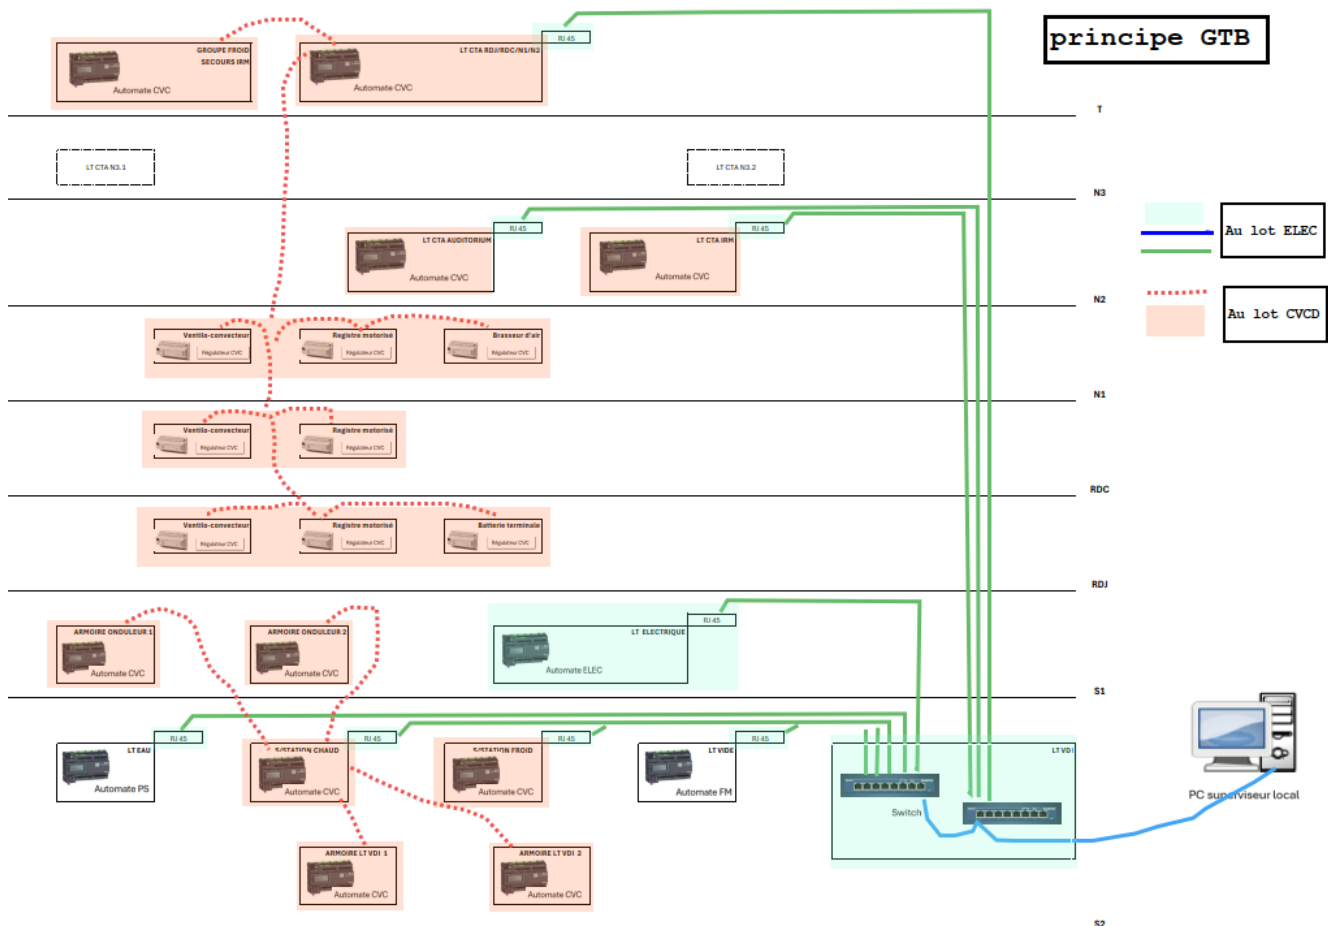 principe GTB
RJ 45
GROUPE FROID
SECOURS IRM
Automate CVC
LT CTA RDJ/RDC/N1/N2
Automate CVC
T
LT CTA N3.1
LT CTA N3.2
N3
RJ 45
RJ 45
LT CTA AUDITORIUM
Automate CVC
LT CTA IRM
Automate CVC
Au lot ELEC
N2
Au lot CVCD
Ventilo-convecteur
Régulateur CVC
Registre motorisé
Régulateur CVC
Brasseur d'air
Régulateur CVC
N1
Ventilo-convecteur
Régulateur CVC
Registre motorisé
Régulateur CVC
RDC
Ventilo-convecteur
Régulateur CVC
Registre motorisé
Régulateur CVC
Batterie terminale
Régulateur CVC
RDJ
ARMOIRE ONDULEUR 1
Automate CVC
ARMOIRE ONDULEUR 2
Automate CVC
RJ 45
LT ELECTRIQUE
Automate ELEC
S1
RJ 45
RJ 45
RJ 45
RJ 45
LT EAU
Automate PS
S/STATION CHAUD
Automate CVC
S/STATION FROID
Automate CVC
LT VIDE
Automate FM
LT VDI
Switch
PC superviseur local
ARMOIRE LT VDI 1
Automate CVC
ARMOIRE LT VDI 2
Automate CVC
S2